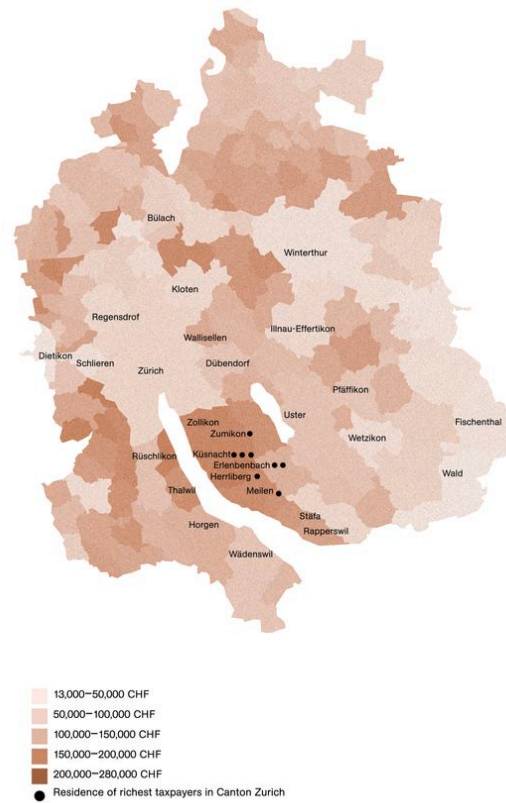 Bülach
Winterthur
Kloten
Regensdrof
Wallisellen
Illnau-Effertikon
Dietikon
Schlieren
Zürich
Dübendorf
Pfäffikon
Zollikon
Uster
Fischenthal
Zumikon
Wetzikon
Rüschlikon
Küsnacht
Erlenbenbach
Wald
Herrliberg
Thalwil
Meilen
Stäfa
Horgen
Rapperswil
Wädenswil
13,000–50,000 CHF
50,000–100,000 CHF
100,000–150,000 CHF
150,000–200,000 CHF
200,000–280,000 CHF
Residence of richest taxpayers in Canton Zurich